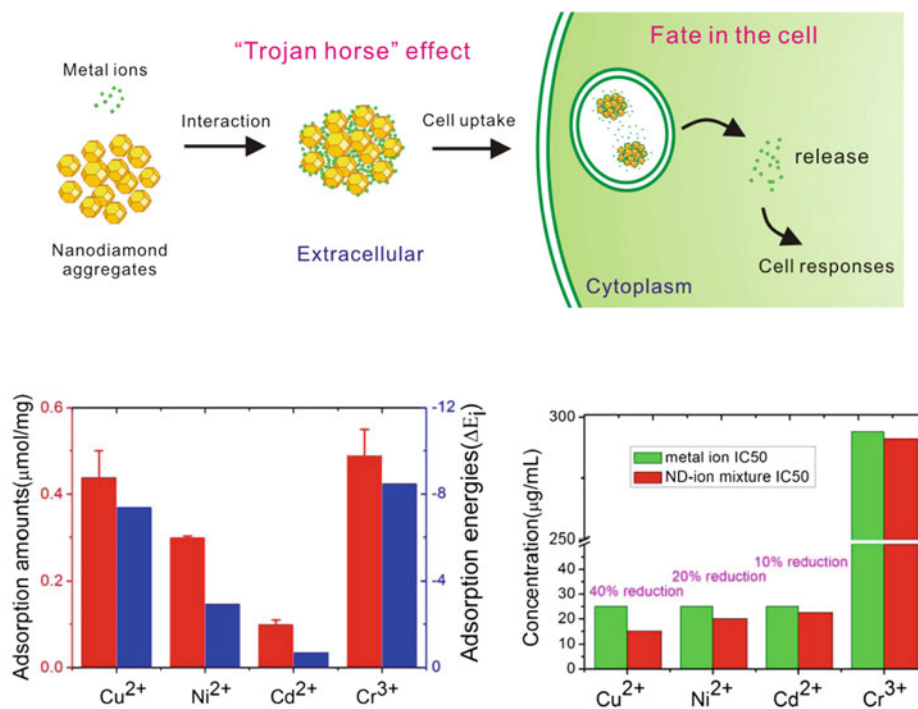 "Trojan horse" effect
Fate in the cell
Metal ions
Interaction
Cell uptake
release
Nanodiamond
aggregates
Extracellular
Cytoplasm
Cell responses
Adsorption amounts(μmol/mg)
0.6
0.4
0.2
0.0
Cu2+
Ni2+
Cd2+
Cr3+
-12
-8
-4
0
Adsorption energies(ΔEi)
Concentration(μg/mL)
300
250
50
40
30
20
10
0
metal ion IC50
ND-ion mixture IC50
40% reduction
20% reduction
10% reduction
Cu2+
Ni2+
Cd2+
Cr3+